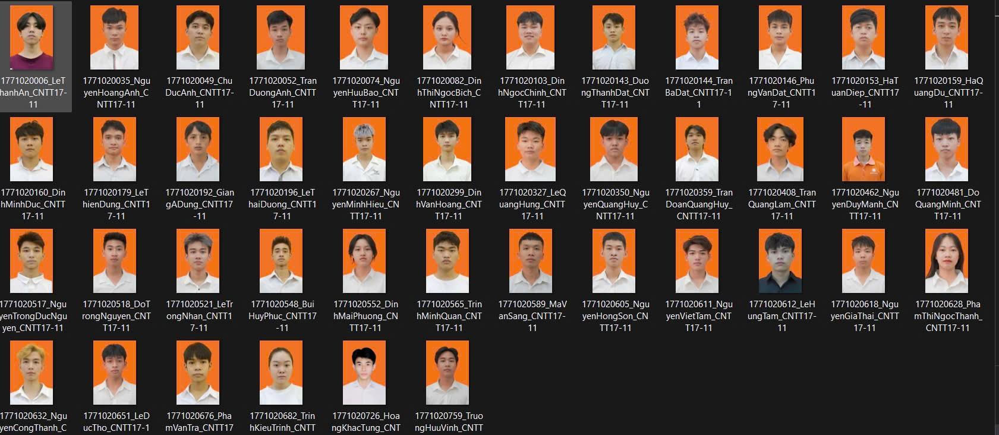 1771020006_LeT
hanhAn_CNTT17-
11
1771020035_Ngu
yenHoangAnh_C
NTT17-11
1771020049_Chu
DucAnh_CNTT17-
11
1771020052_Tran
DuongAnh_CNTT
17-11
1771020074_Ngu
yenHuuBao_CNT
T17-11
1771020082_Din
hThiNgocBich_C
NTT17-11
1771020103_Din
hNgocChinh_CNT
T17-11
1771020143_Duo
ngThanhDat_CNT
T17-11
1771020144_Tran
BaDat_CNTT17-1
1
1771020146_Phu
ngVanDat_CNTT1
7-11
1771020153_HaT
uanDiep_CNTT17
-11
1771020159_HaQ
uangDu_CNTT17-
11
1771020160_Din
hMinhDuc_CNTT
17-11
1771020179_LeT
hienDung_CNTT1
7-11
1771020192_Gian
gADung_CNTT17
-11
1771020196_LeT
haiDuong_CNTT1
7-11
1771020267_Ngu
yenMinhHieu_CN
TT17-11
1771020299_Din
hVanHoang_CNT
T17-11
1771020327_LeQ
uangHung_CNTT
17-11
1771020350_Ngu
yenQuangHuy_C
NTT17-11
1771020359_Tran
DoanQuangHuy_
CNTT17-11
1771020408_Tran
QuangLam_CNTT
17-11
1771020462_Ngu
yenDuyManh_CN
TT17-11
1771020481_Do
QuangMinh_CNT
T17-11
1771020517_Ngu
yenTrongDucNgu
yen_CNTT17-11
1771020518_DoT
rongNguyen_CNT
T17-11
1771020521_LeTr
ongNhan_CNTT1
7-11
1771020548_Bui
HuyPhuc_CNTT17
-11
1771020552_Din
hMaiPhuong_CN
TT17-11
1771020565_Trin
hMinhQuan_CNT
T17-11
1771020589_MaV
anSang_CNTT17-
11
1771020605_Ngu
yenHongSon_CN
TT17-11
1771020611_Ngu
yenVietTam_CNT
T17-11
1771020612_LeH
ungTam_CNTT17-
11
1771020618_Ngu
yenGiaThai_CNTT
17-11
1771020628_Pha
mThiNgocThanh_
CNTT17-11
1771020632_Ngu
yenCongThanh_C
1771020651_LeD
ucTho_CNTT17-1
1771020676_Pha
mVanTra_CNTT17
1771020682_Trin
hKieuTrinh_CNTT
1771020726_Hoa
ngKhacTung_CNT
1771020759_Truo
ngHuuVinh_CNTT